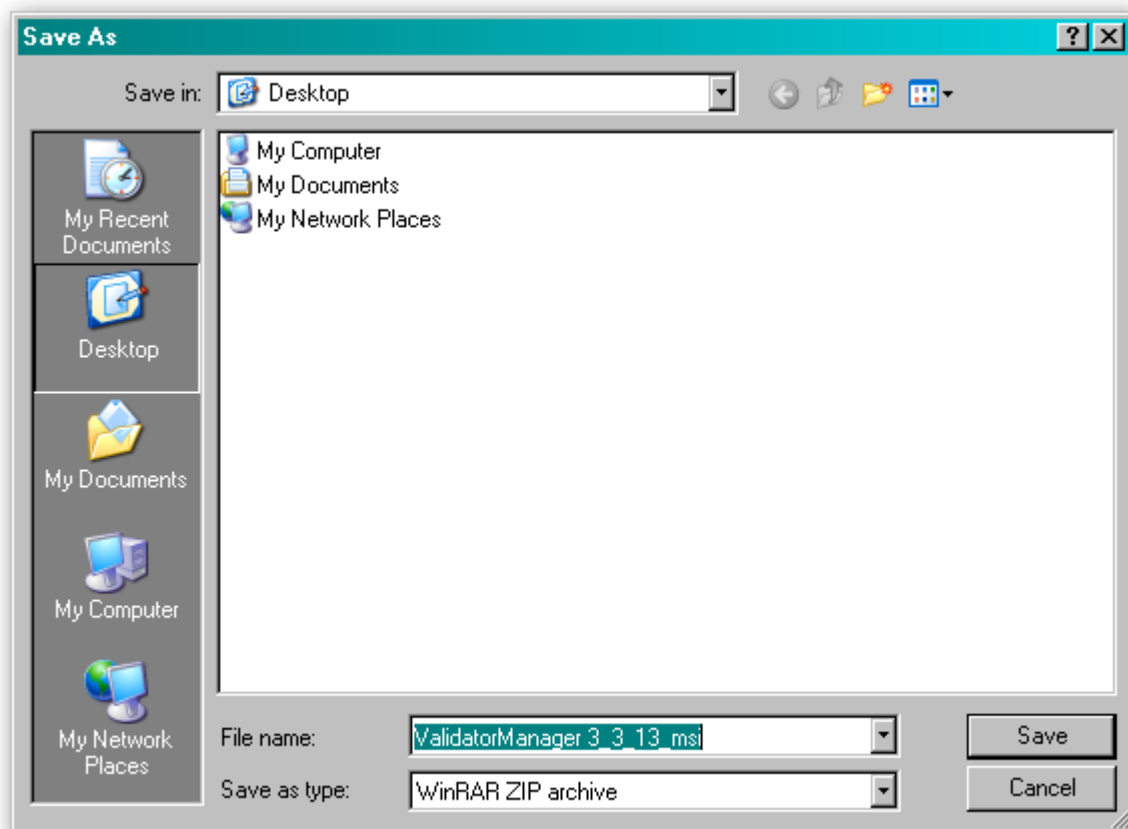 Save As
Save in:
Desktop
My Recent
Documents
Desktop
My Documents
My Computer
My Network
Places
My Computer
My Documents
My Network Places
File name:
ValidatorManager 3_3_13_msi
Save
Save as type:
WinRAR ZIP archive
Cancel